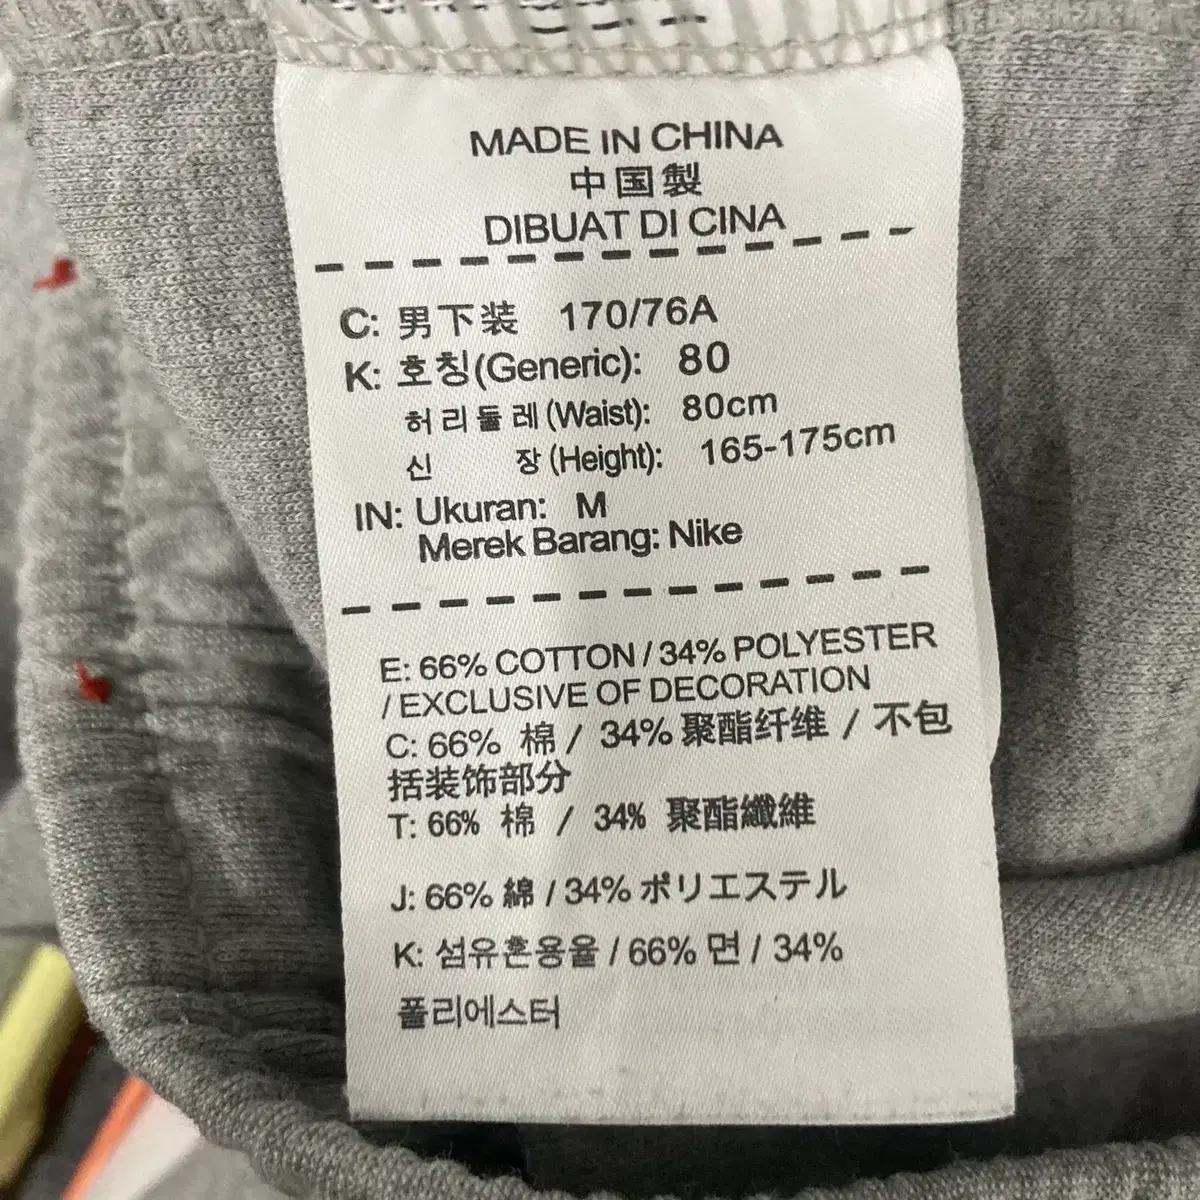 MADE IN CHINA
中国製
DIBUAT DI CINA
C: 男下装 170/76A
K: 호칭(Generic): 80
허리둘레(Waist): 80cm
신 장(Height): 165-175cm
IN: Ukuran: M
Merek Barang: Nike
E: 66% COTTON / 34% POLYESTER
/ EXCLUSIVE OF DECORATION
C: 66% 棉 / 34% 聚酯纤维 / 不包
括装饰部分
T: 66% 棉 / 34% 聚酯纖維
J: 66% 綿 / 34% ポリエステル
K: 섬유혼용율 / 66% 면 / 34%
폴리에스터